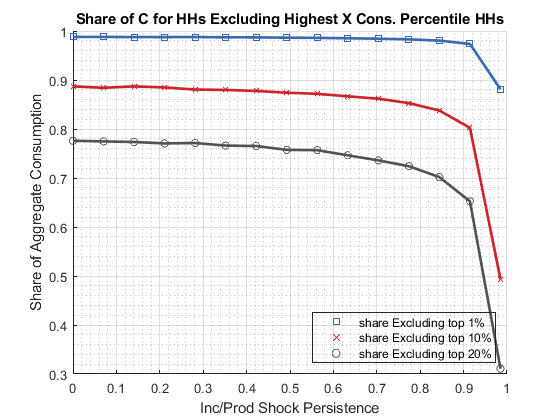 Share of C for HHs Excluding Highest X Cons. Percentile HHs
Share of Aggregate Consumption
1
0.9
0.8
0.7
0.6
0.5
0.4
0.3
share Excluding top 1%
share Excluding top 10%
share Excluding top 20%
0 0.1 0.2 0.3 0.4 0.5 0.6 0.7 0.8 0.9 1
Inc/Prod Shock Persistence